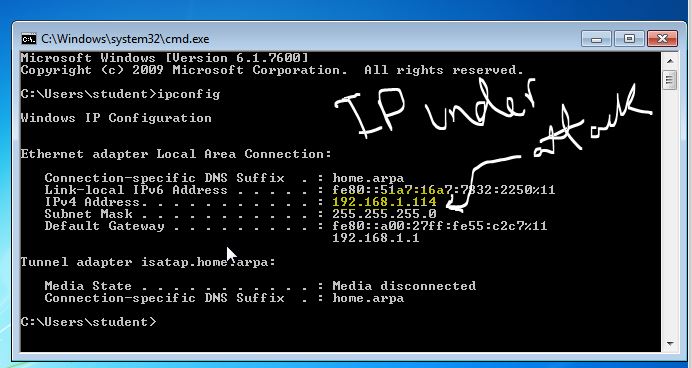 C:\Windows\system32\cmd.exe
Microsoft Windows [Version 6.1.7600]
Copyright (c) 2009 Microsoft Corporation.  All rights reserved.
C:\Users\student>ipconfig
Windows IP Configuration
Ethernet adapter Local Area Connection:
Connection-specific DNS Suffix  . : home.arpa
Link-local IPv6 Address . . . . . : fe80::51a7:16a7:7832:2250%11
IPv4 Address. . . . . . . . . . . : 192.168.1.114
Subnet Mask . . . . . . . . . . . : 255.255.255.0
Default Gateway . . . . . . . . . : fe80::a00:27ff:fe55:c2c7%11
192.168.1.1
Tunnel adapter isatap.home.arpa:
Media State . . . . . . . . . . . : Media disconnected
Connection-specific DNS Suffix  . : home.arpa
C:\Users\student>
IP under
attack